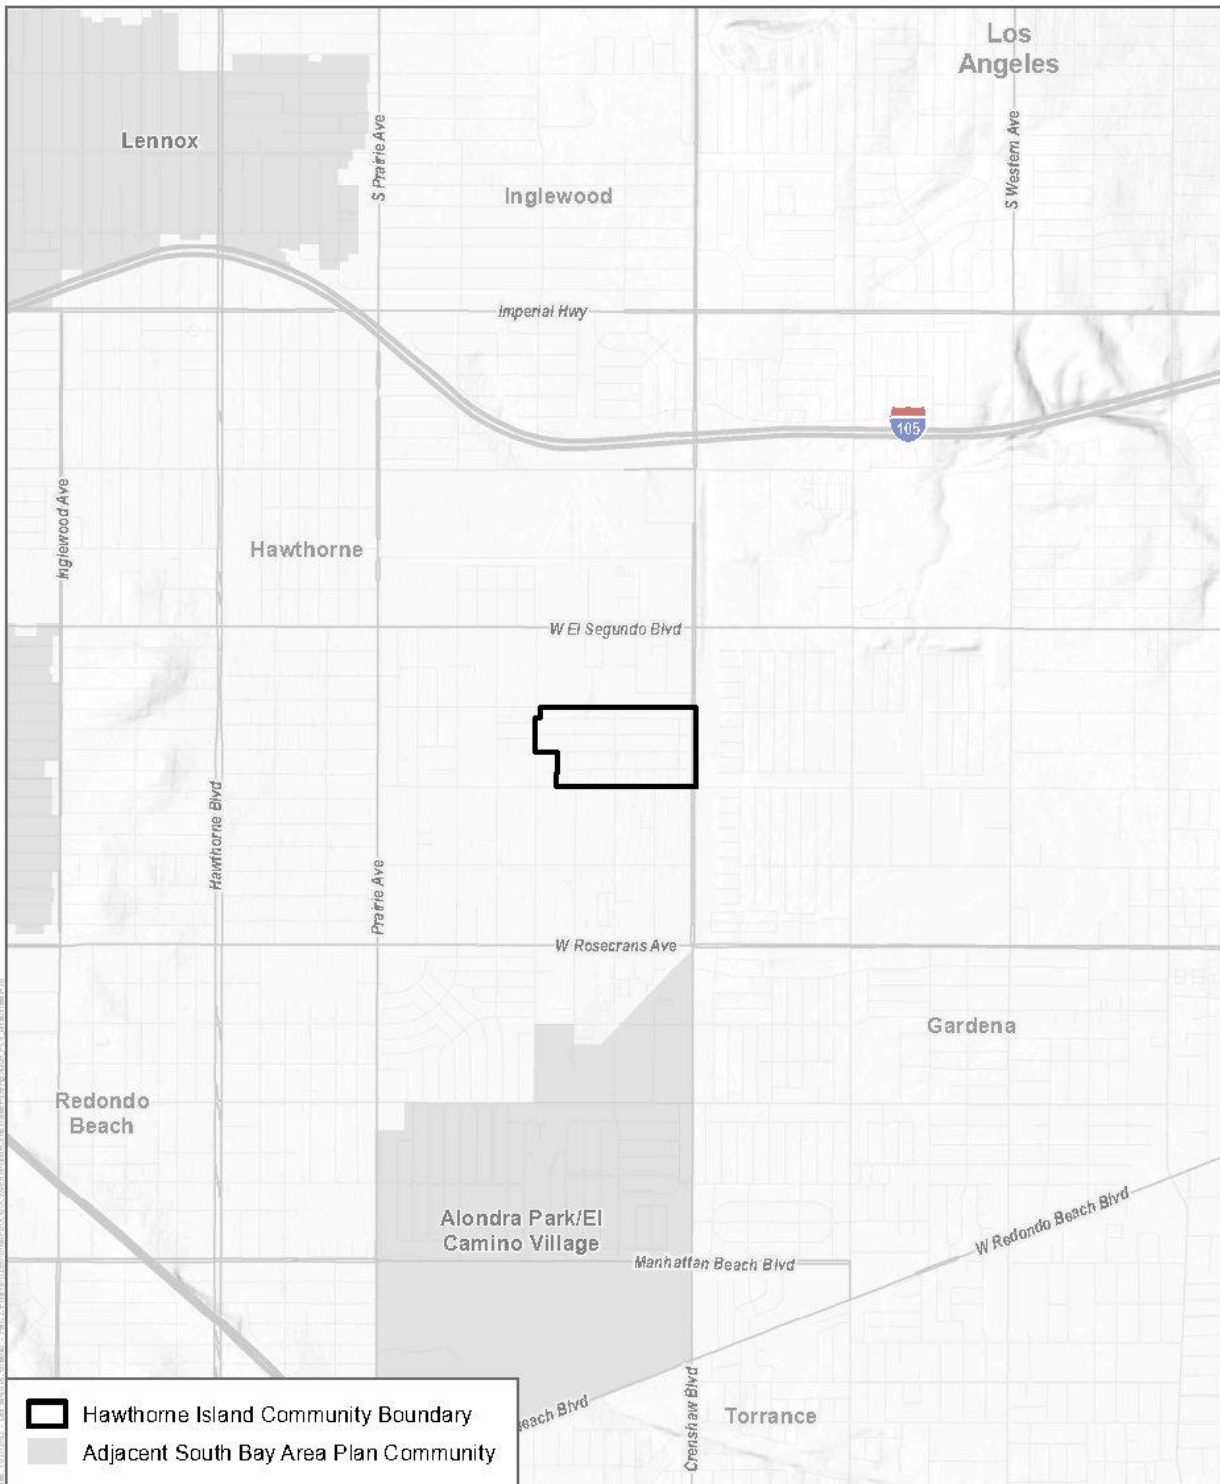 Los
Angeles
Lennox
S Prairie Ave
S Western Ave
Inglewood
Imperial Hwy
105
Inglewood Ave
Hawthorne
W El Segundo Blvd
Hawthorne Blvd
Prairie Ave
W Rosecrans Ave
Gardena
Redondo
Beach
Alondra Park/El
Camino Village
W Redondo Beach Blvd
Manhattan Beach Blvd
Crenshaw Blvd
Beach Blvd
Torrance
Hawthorne Island Community Boundary
Adjacent South Bay Area Plan Community